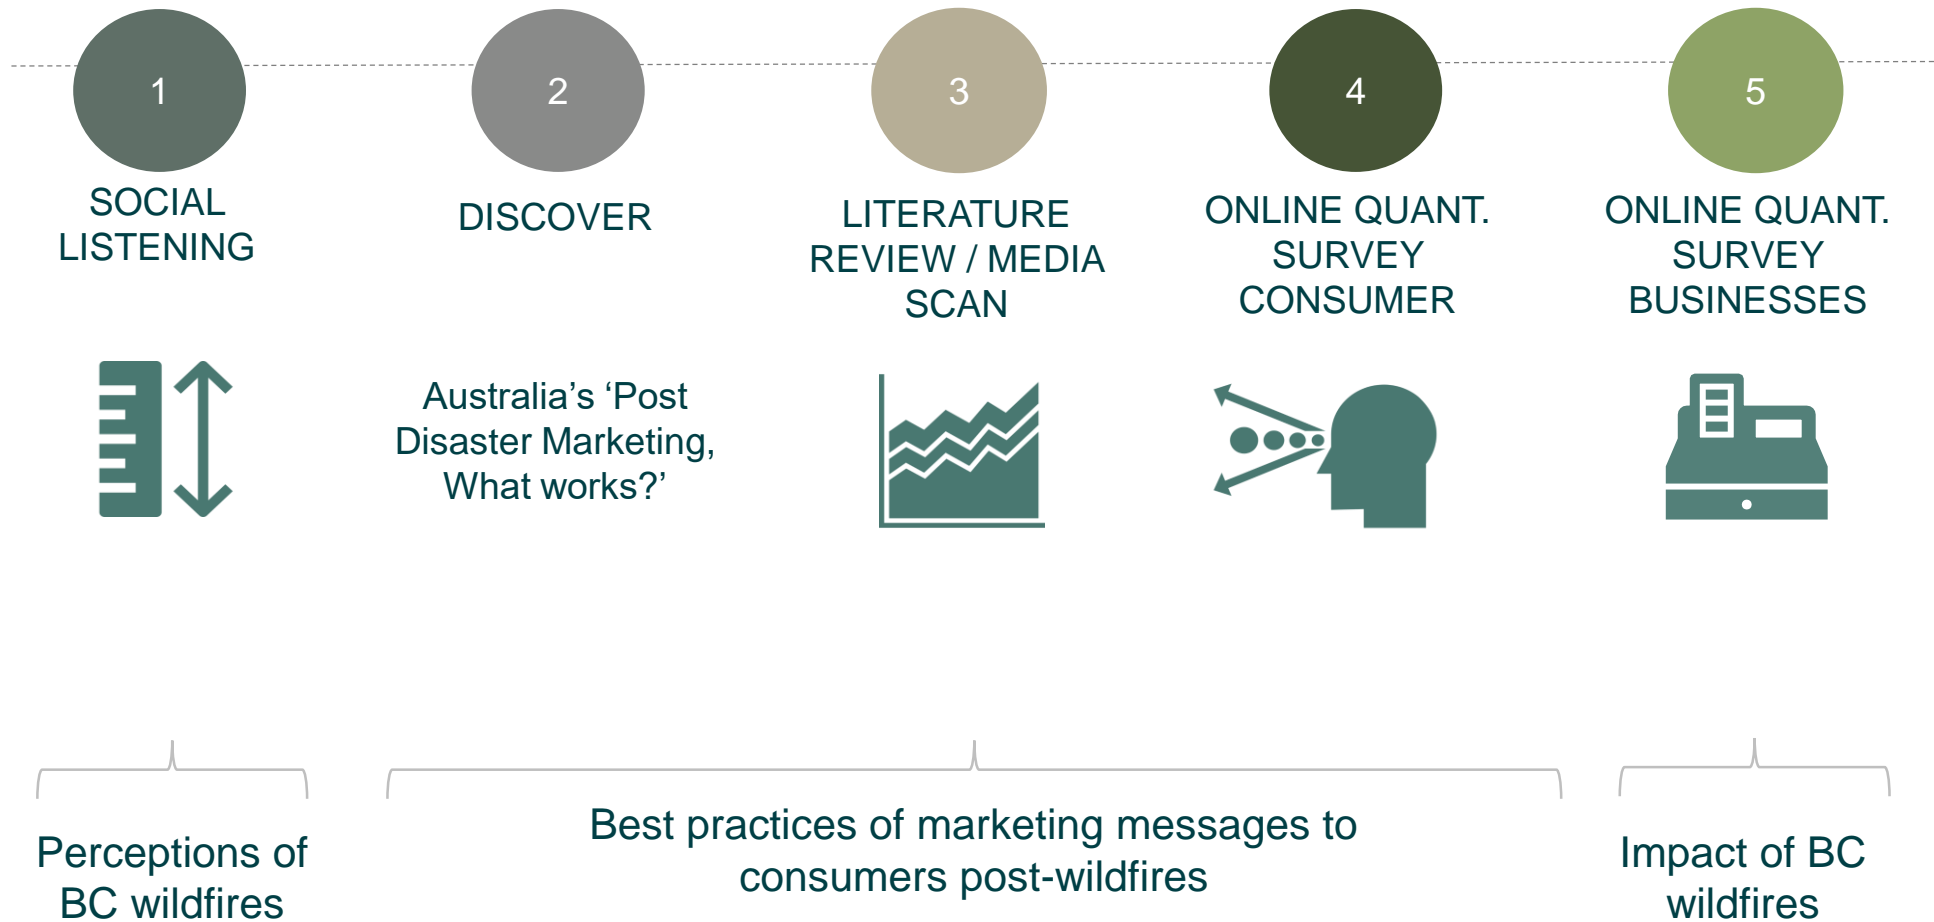 1
SOCIAL
LISTENING
2
DISCOVER
Australia’s ‘Post
Disaster Marketing,
What works?’
3
LITERATURE
REVIEW / MEDIA
SCAN
4
ONLINE QUANT.
SURVEY
CONSUMER
5
ONLINE QUANT.
SURVEY
BUSINESSES
Perceptions of
BC wildfires
Best practices of marketing messages to
consumers post-wildfires
Impact of BC
wildfires